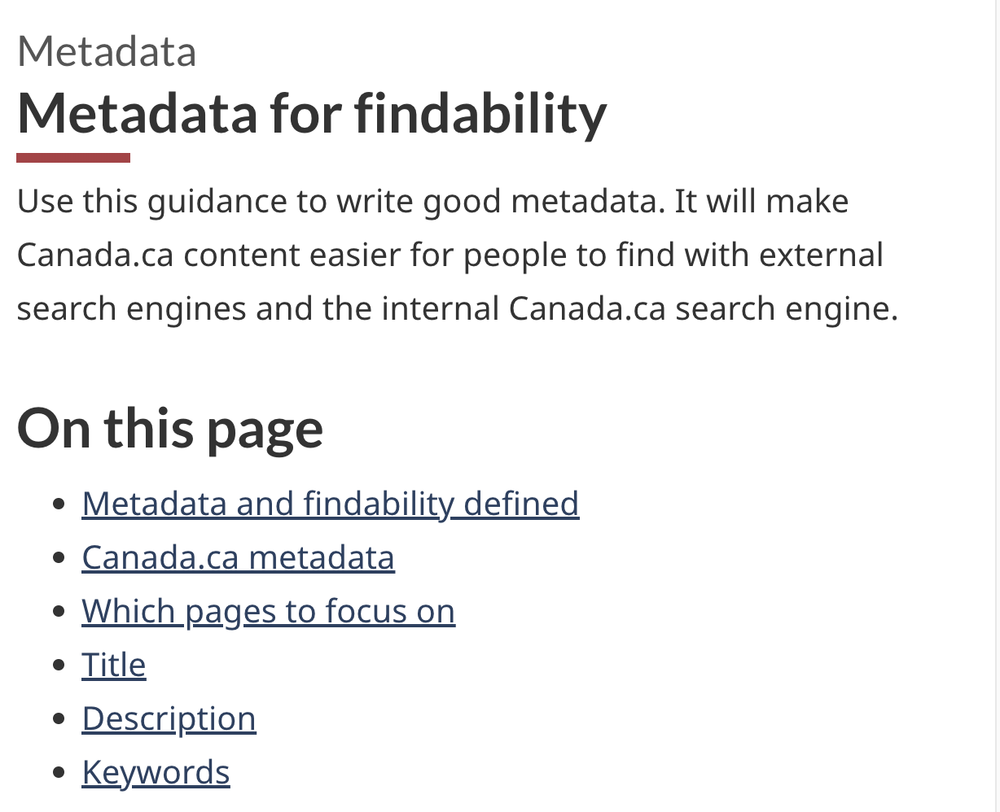 Metadata
Metadata for findability
Use this guidance to write good metadata. It will make
Canada.ca content easier for people to find with external
search engines and the internal Canada.ca search engine.
On this page
Metadata and findability defined
Canada.ca metadata
Which pages to focus on
Title
Description
Keywords